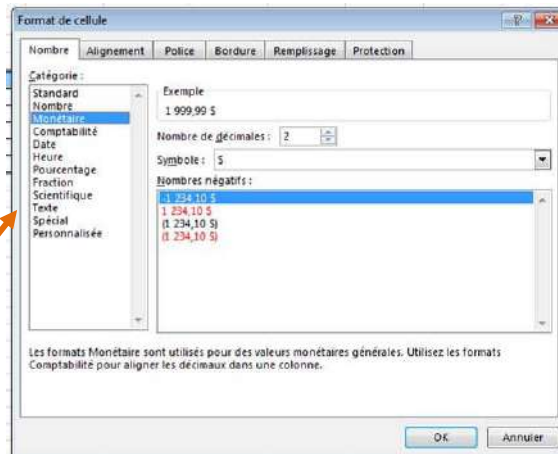 Format de cellule
Nombre Alignement Police Bordure Remplissage Protection
Catégorie :
Standard
Nombre
Monétaire
Comptabilité
Date
Heure
Pourcentage
Fraction
Scientifique
Texte
Spécial
Personnalisée
Exemple
1 999,99 $
Nombre de décimales : 2
Symbole : $
Nombres négatifs :
-1 234,10 $
1 234,10 $
(1 234,10 $)
(1 234,10 $)
Les formats Monétaire sont utilisés pour des valeurs monétaires générales. Utilisez les formats
Comptabilité pour aligner les décimaux dans une colonne.
OK Annuler